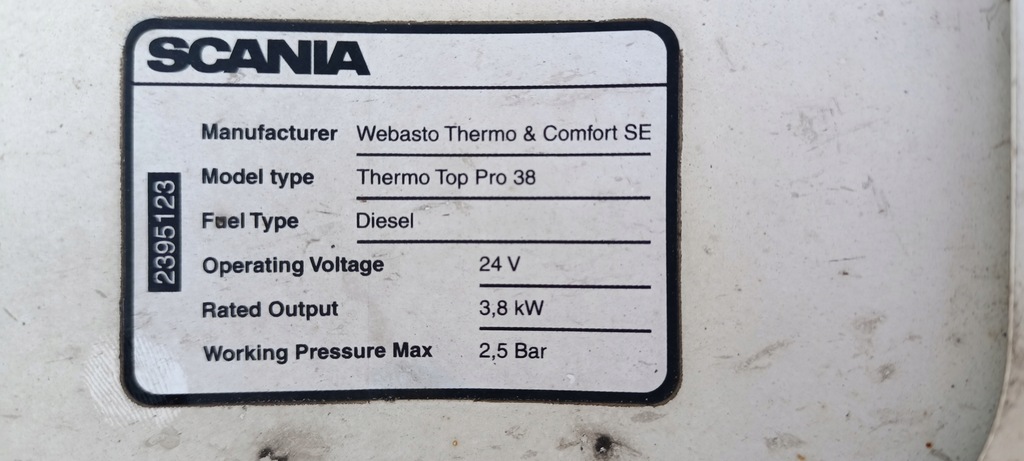 SCANIA
Manufacturer Webasto Thermo & Comfort SE
Model type Thermo Top Pro 38
Fuel Type Diesel
Operating Voltage 24 V
Rated Output 3,8 kW
Working Pressure Max 2,5 Bar
2395123